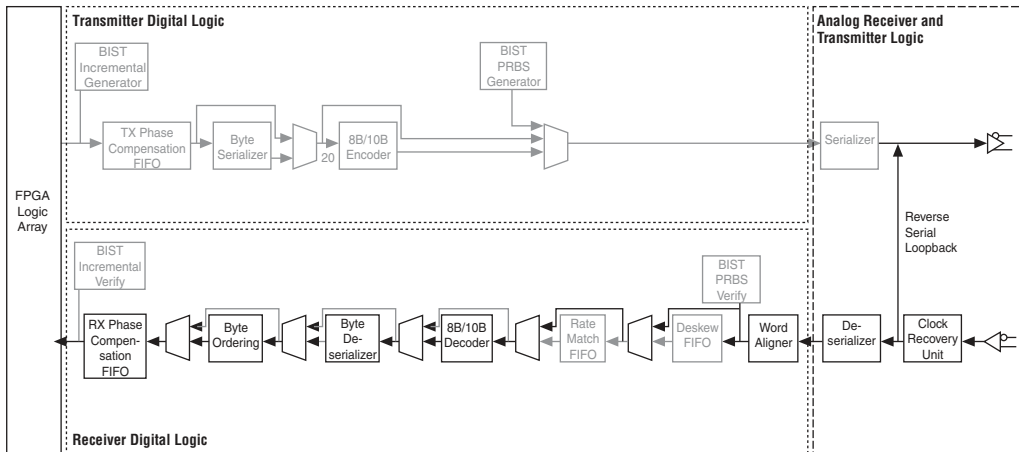 Transmitter Digital Logic
Analog Receiver and
Transmitter Logic
BIST
Incremental
Generator
BIST
PRBS
Generator
TX Phase
Compensation
FIFO
Byte
Serializer
20
8B/10B
Encoder
Serializer
FPGA
Logic
Array
Reverse
Serial
Loopback
BIST
Incremental
Verify
BIST
PRBS
Verify
RX Phase
Compen-
sation
FIFO
Byte
Ordering
Byte
De-
serializer
8B/10B
Decoder
Rate
Match
FIFO
Deskew
FIFO
Word
Aligner
De-
serializer
Clock
Recovery
Unit
Receiver Digital Logic